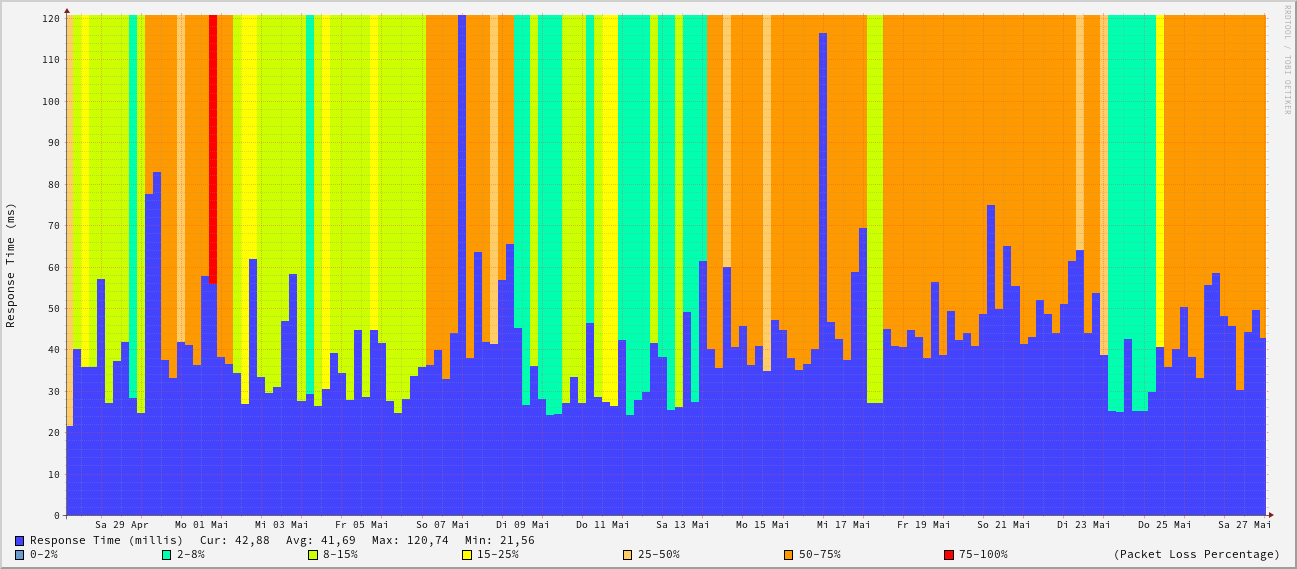 RRDTOOL / TOBI OETIKER
Response Time (ms)
120
110
100
90
80
70
60
50
40
30
20
10
0
Sa 29 Apr Mo 01 Mai Mi 03 Mai Fr 05 Mai So 07 Mai Di 09 Mai Do 11 Mai Sa 13 Mai Mo 15 Mai Mi 17 Mai Fr 19 Mai So 21 Mai Di 23 Mai Do 25 Mai Sa 27 Mai
Response Time (millis) Cur: 42,88 Avg: 41,69 Max: 120,74 Min: 21,56
0-2% 2-8% 8-15% 15-25% 25-50% 50-75% 75-100% (Packet Loss Percentage)